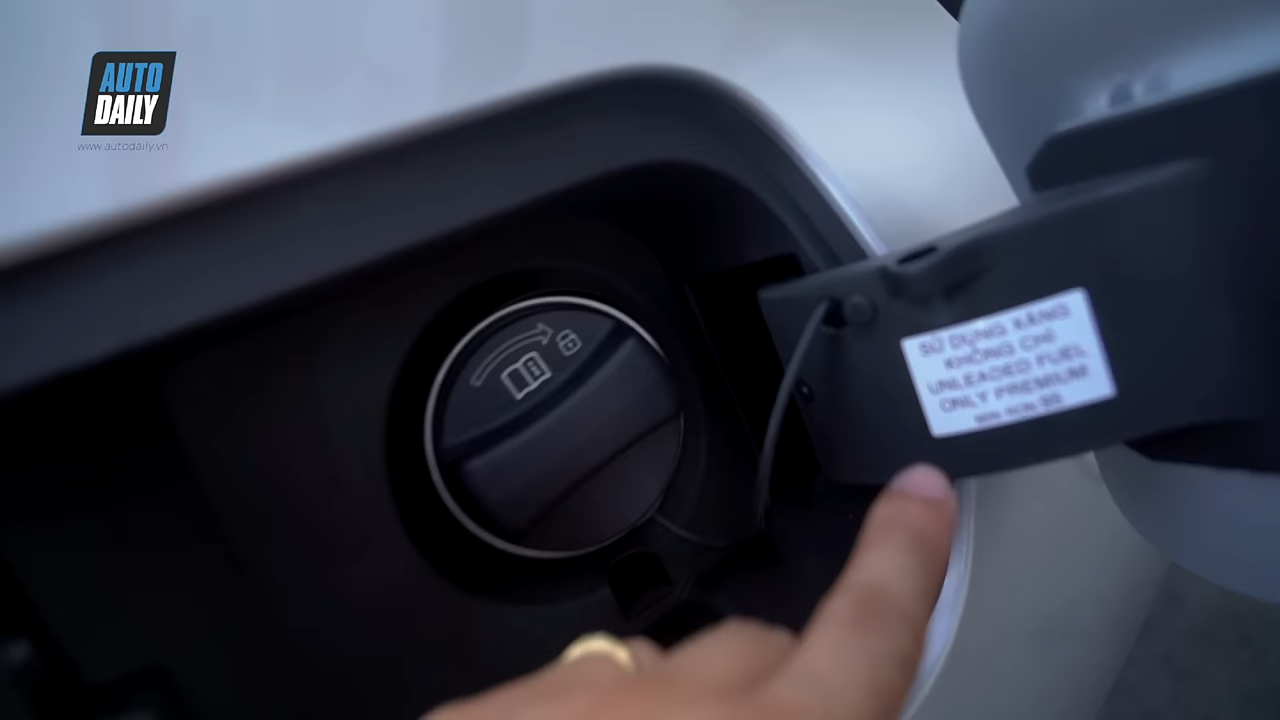 AUTO
DAILY
www.autodaily.vn
SỬ DỤNG XĂNG
KHÔNG CHÌ
UNLEADED FUEL
ONLY PREMIUM